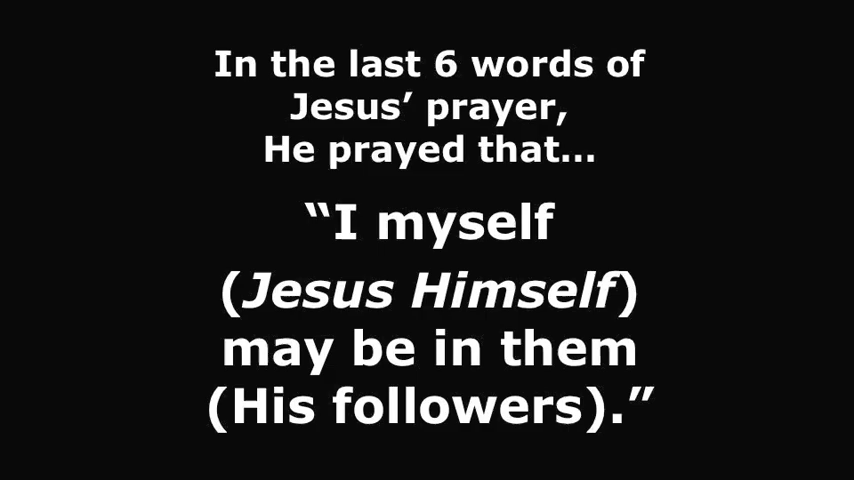 In the last 6 words of
Jesus’ prayer,
He prayed that...
“I myself
(Jesus Himself)
may be in them
(His followers).”